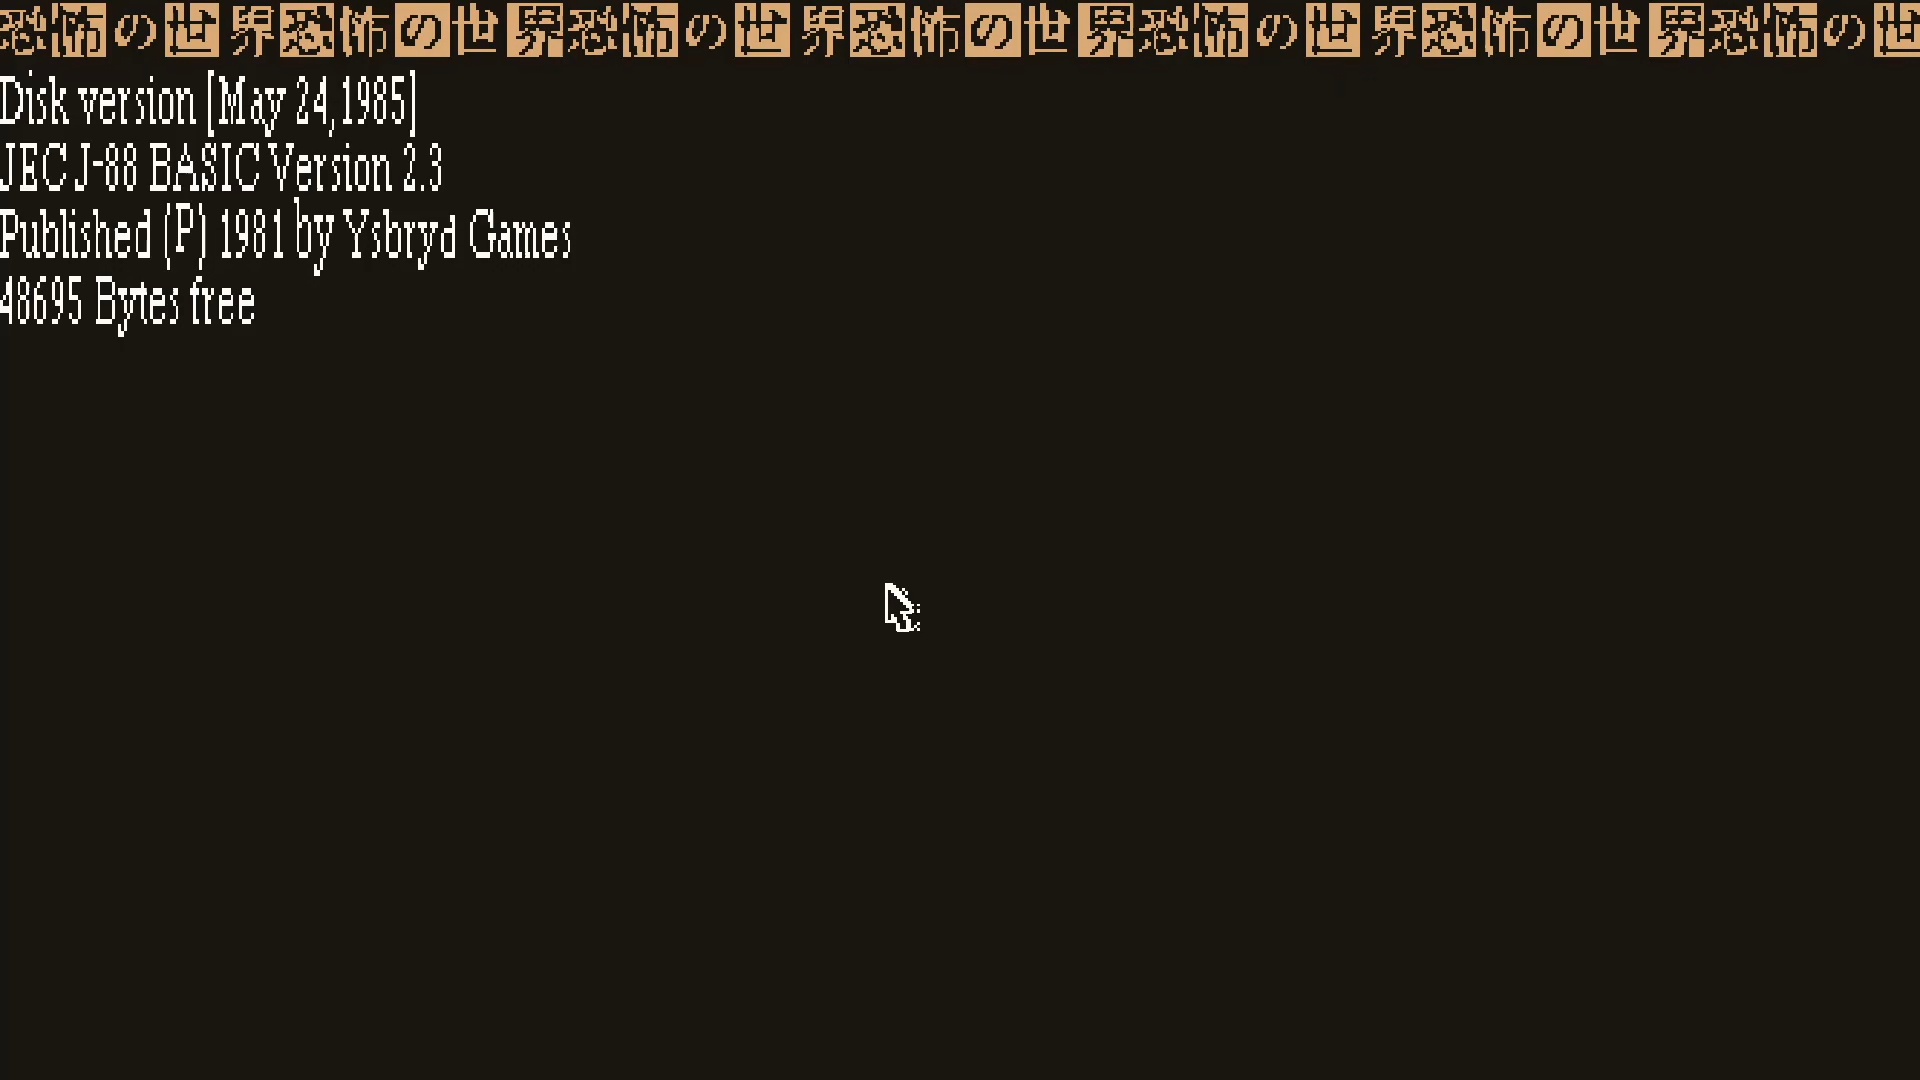 恐怖の世界恐怖の世界恐怖の世界恐怖の世界恐怖の世界恐怖の世界恐怖の世
Disk version [May 24,1985]
JEC J-88 BASIC Version 2.3
Published (P) 1981 by Ysbryd Games
48695 Bytes free